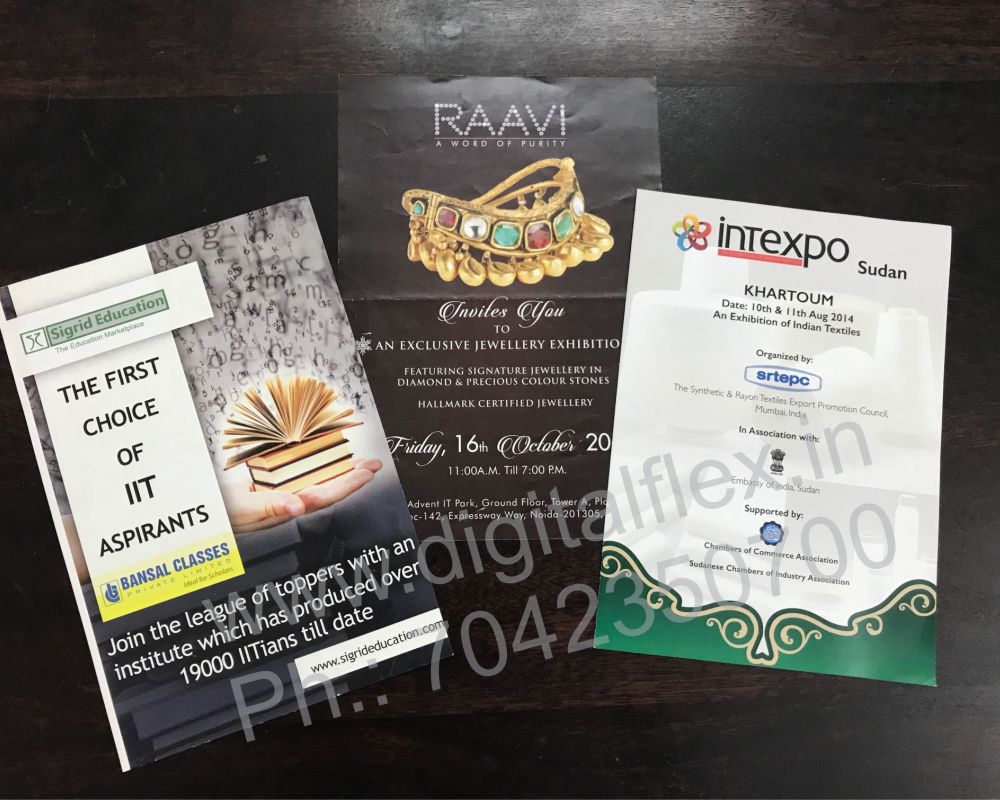 Sigrid Education
The Education Marketplace
THE FIRST
CHOICE
OF
IIT
ASPIRANTS
BANSAL CLASSES
PRIVATE LIMITED
Ideal for Scholars
Join the league of toppers with an
institute which has produced over
19000 IITians till date
www.sigrideducation.com
RAAVI
A WORD OF PURITY
Invites You
TO
AN EXCLUSIVE JEWELLERY EXHIBITIO
FEATURING SIGNATURE JEWELLERY IN
DIAMOND & PRECIOUS COLOUR STONES
HALLMARK CERTIFIED JEWELLERY
Friday, 16th October 20
11:00A.M. Till 7:00 P.M.
Advent IT Park, Ground Floor, Tower A, Plo
ec-142, Expressway Way, Noida-201305,
intexpo
Sudan
KHARTOUM
Date: 10th & 11th Aug 2014
An Exhibition of Indian Textiles
Organized by:
srtepc
The Synthetic & Rayon Textiles Export Promotion Council,
Mumbai, India
In Association with:
Embassy of India, Sudan
Supported by:
Chambers of Commerce Association
Sudanese Chambers of Industry Association
www.digitalflex.in
Ph.: 7042350700